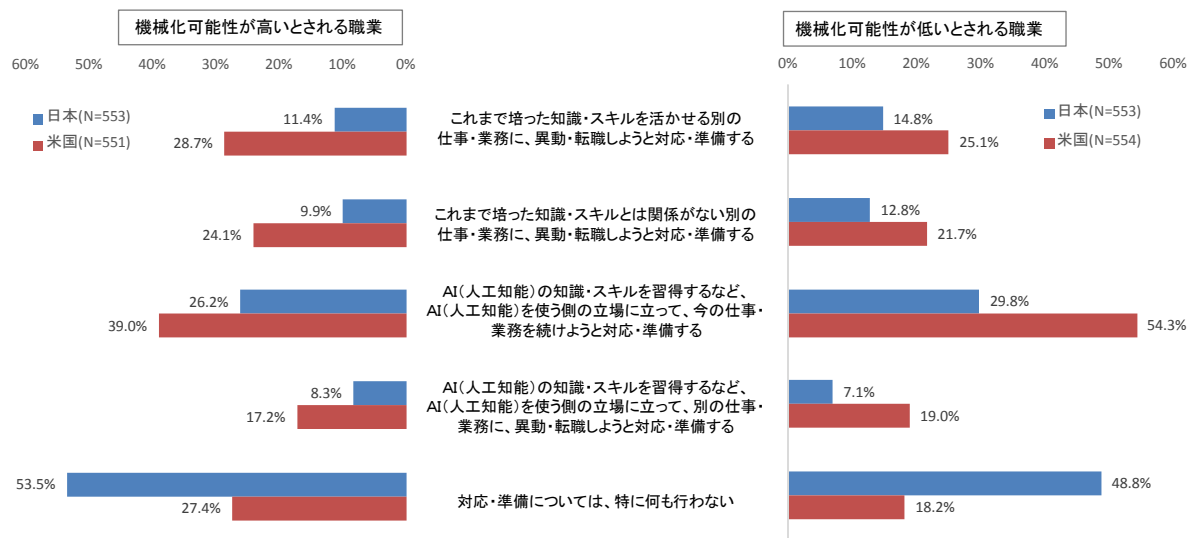 機械化可能性が高いとされる職業
60% 50% 40% 30% 20% 10% 0%
日本(N=553)
米国(N=551)
11.4%
28.7%
9.9%
24.1%
26.2%
39.0%
8.3%
17.2%
53.5%
27.4%
これまで培った知識・スキルを活かせる別の
仕事・業務に、異動・転職しようと対応・準備する
これまで培った知識・スキルとは関係がない別の
仕事・業務に、異動・転職しようと対応・準備する
AI(人工知能)の知識・スキルを習得するなど、
AI(人工知能)を使う側の立場に立って、今の仕事・
業務を続けようと対応・準備する
AI(人工知能)の知識・スキルを習得するなど、
AI(人工知能)を使う側の立場に立って、別の仕事・
業務に、異動・転職しようと対応・準備する
対応・準備については、特に何も行わない
機械化可能性が低いとされる職業
0% 10% 20% 30% 40% 50% 60%
日本(N=553)
米国(N=554)
14.8%
25.1%
12.8%
21.7%
29.8%
54.3%
7.1%
19.0%
48.8%
18.2%